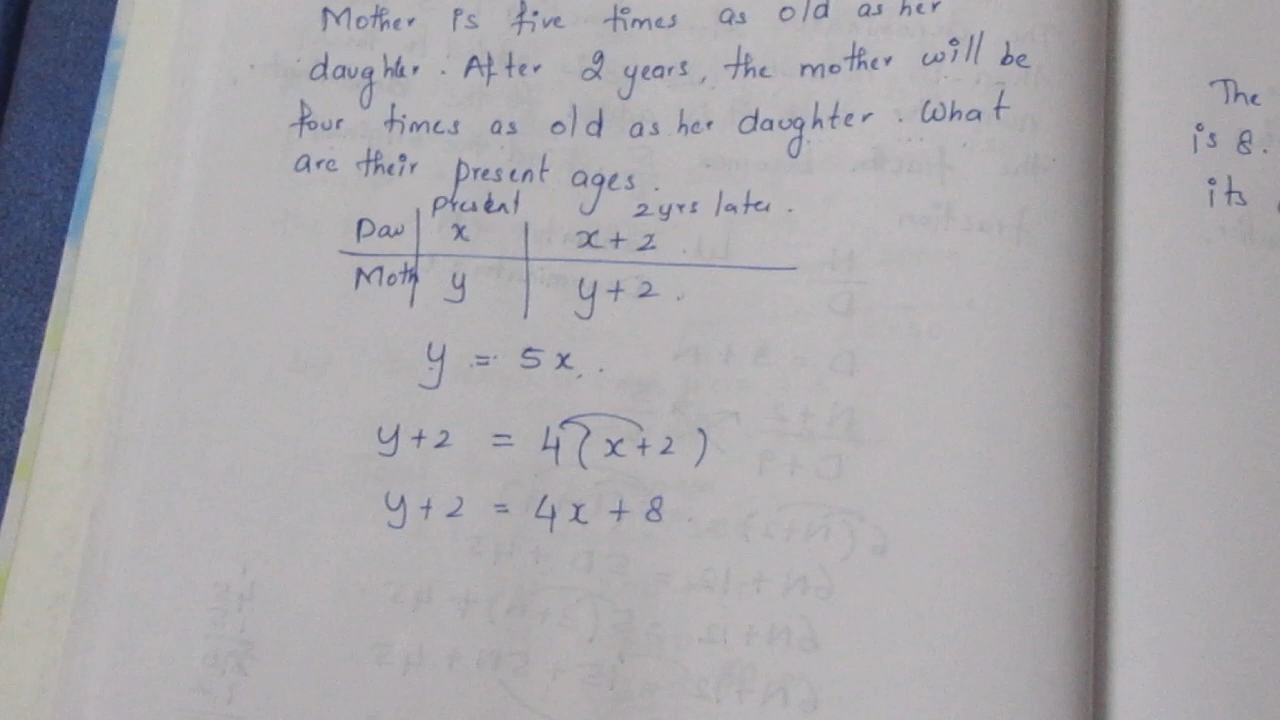 Mother is five times as old as her
daughter. After 2 years, the mother will be
four times as old as her daughter. What
are their present ages.
present 2 yrs later.
Dau x x + 2
Moth y y + 2.
y = 5x.
y + 2 = 4(x + 2)
y + 2 = 4x + 8
The
is 8.
its